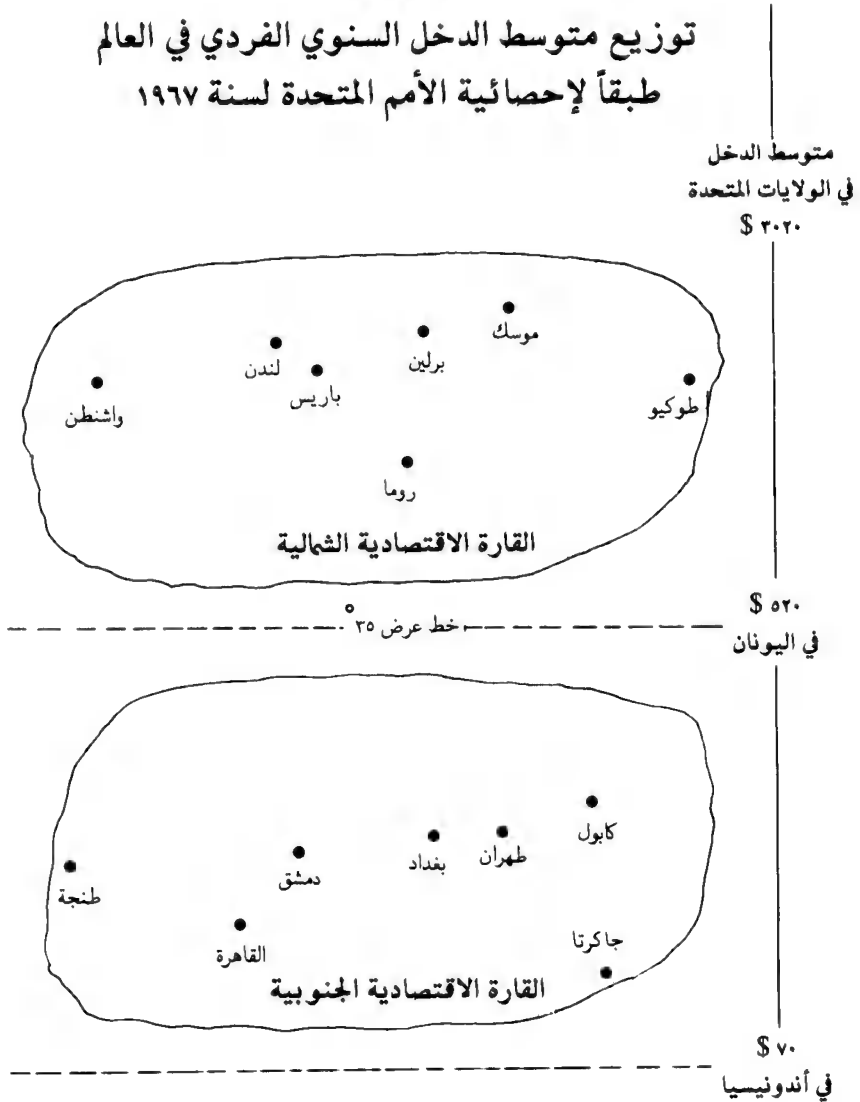 توزيع متوسط الدخل السنوي الفردي في العالم
طبقاً لإحصائية الأمم المتحدة لسنة ١٩٦٧
متوسط الدخل
في الولايات المتحدة
٣٠٢٠ $
موسك
برلين
لندن
باريس
طوكيو
واشنطن
روما
القارة الاقتصادية الشمالية
٥٢٠ $
خط عرض ٣٥°
في اليونان
كابول
طهران
بغداد
دمشق
طنجة
جاكرتا
القاهرة
القارة الاقتصادية الجنوبية
٧٠ $
في أندونيسيا